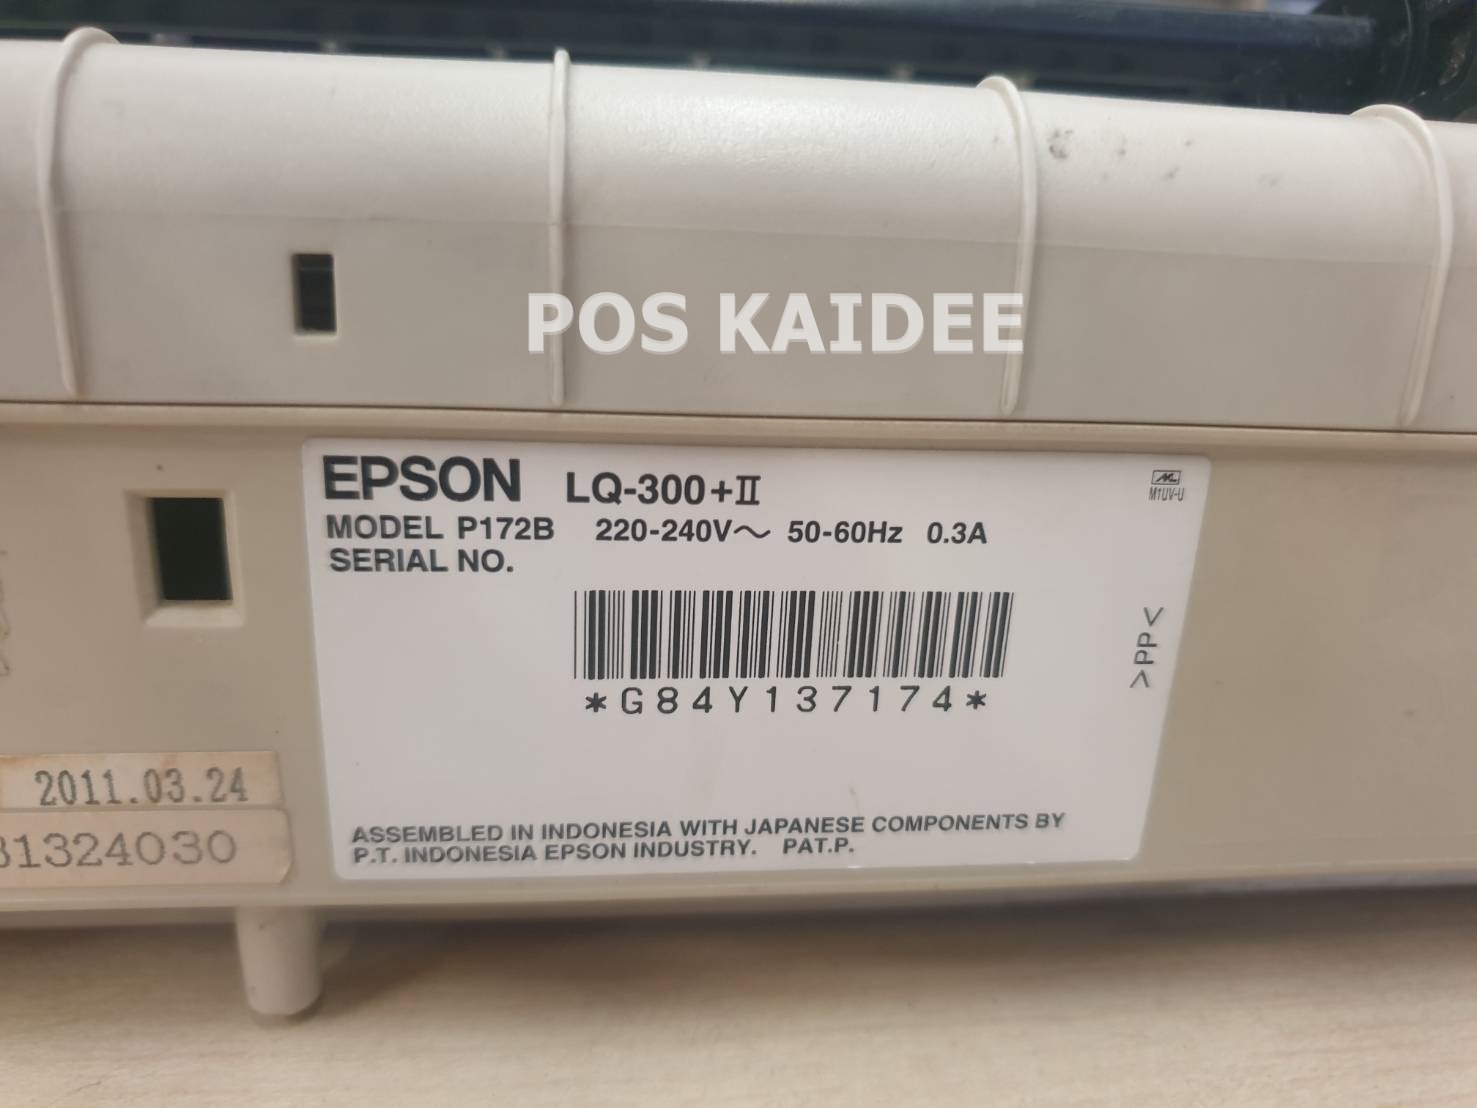 POS KAIDEE
EPSON LQ-300+II
M1UV-U
MODEL P172B 220-240V～ 50-60Hz 0.3A
SERIAL NO.
*G84Y137174*
>PP<
2011.03.24
31324030
ASSEMBLED IN INDONESIA WITH JAPANESE COMPONENTS BY
P.T. INDONESIA EPSON INDUSTRY. PAT.P.